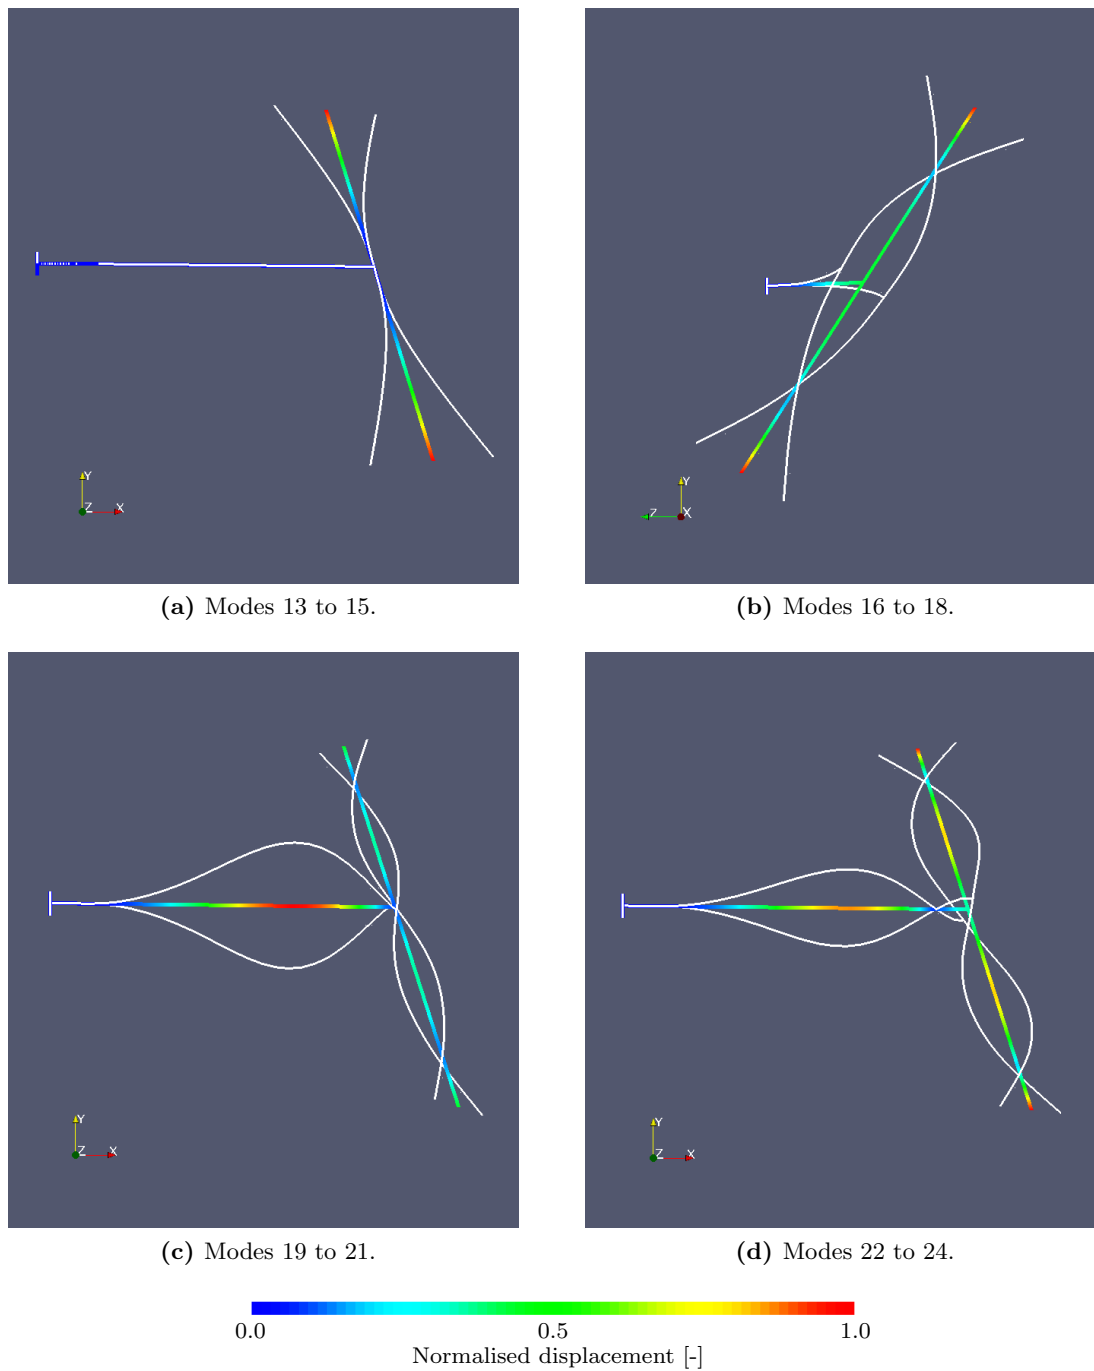 Y
Z X
(a) Modes 13 to 15.
Y
Z X
(b) Modes 16 to 18.
Y
Z X
(c) Modes 19 to 21.
Y
Z X
(d) Modes 22 to 24.
0.0 0.5 1.0
Normalised displacement [-]